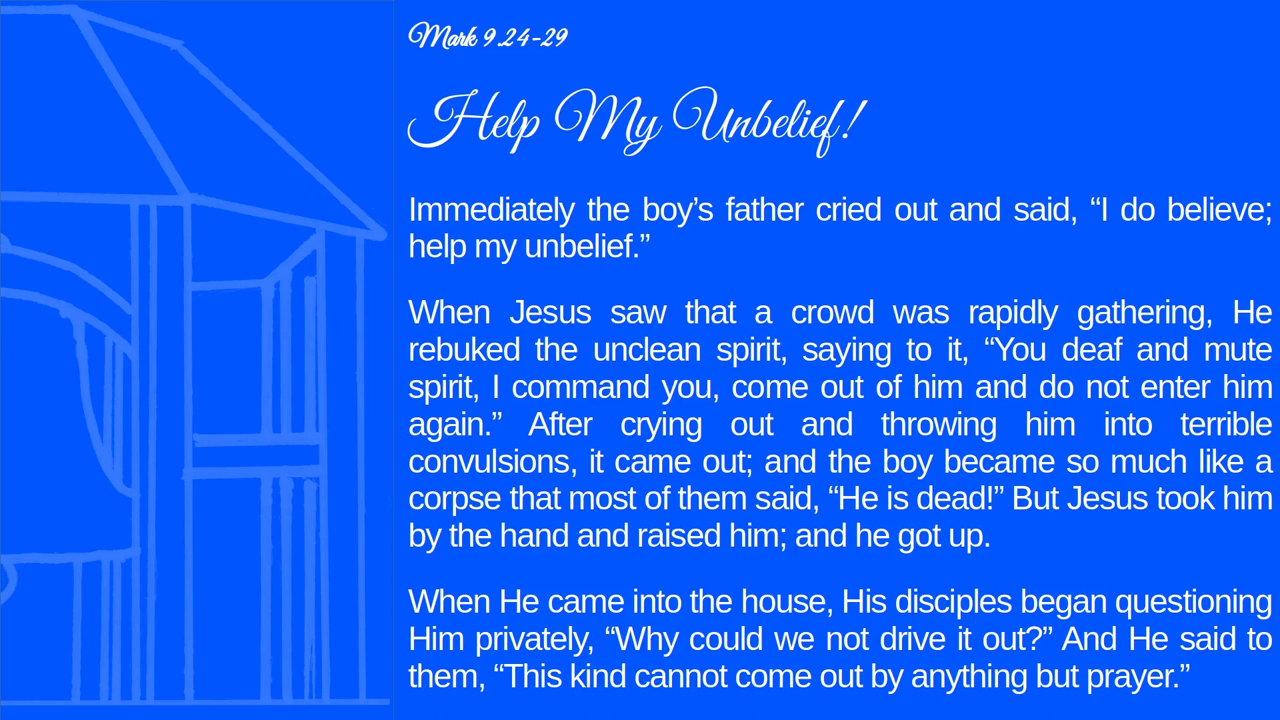 Mark 9.24-29
Help My Unbelief!
Immediately the boy’s father cried out and said, “I do believe;
help my unbelief.”
When Jesus saw that a crowd was rapidly gathering, He
rebuked the unclean spirit, saying to it, “You deaf and mute
spirit, I command you, come out of him and do not enter him
again.” After crying out and throwing him into terrible
convulsions, it came out; and the boy became so much like a
corpse that most of them said, “He is dead!” But Jesus took him
by the hand and raised him; and he got up.
When He came into the house, His disciples began questioning
Him privately, “Why could we not drive it out?” And He said to
them, “This kind cannot come out by anything but prayer.”